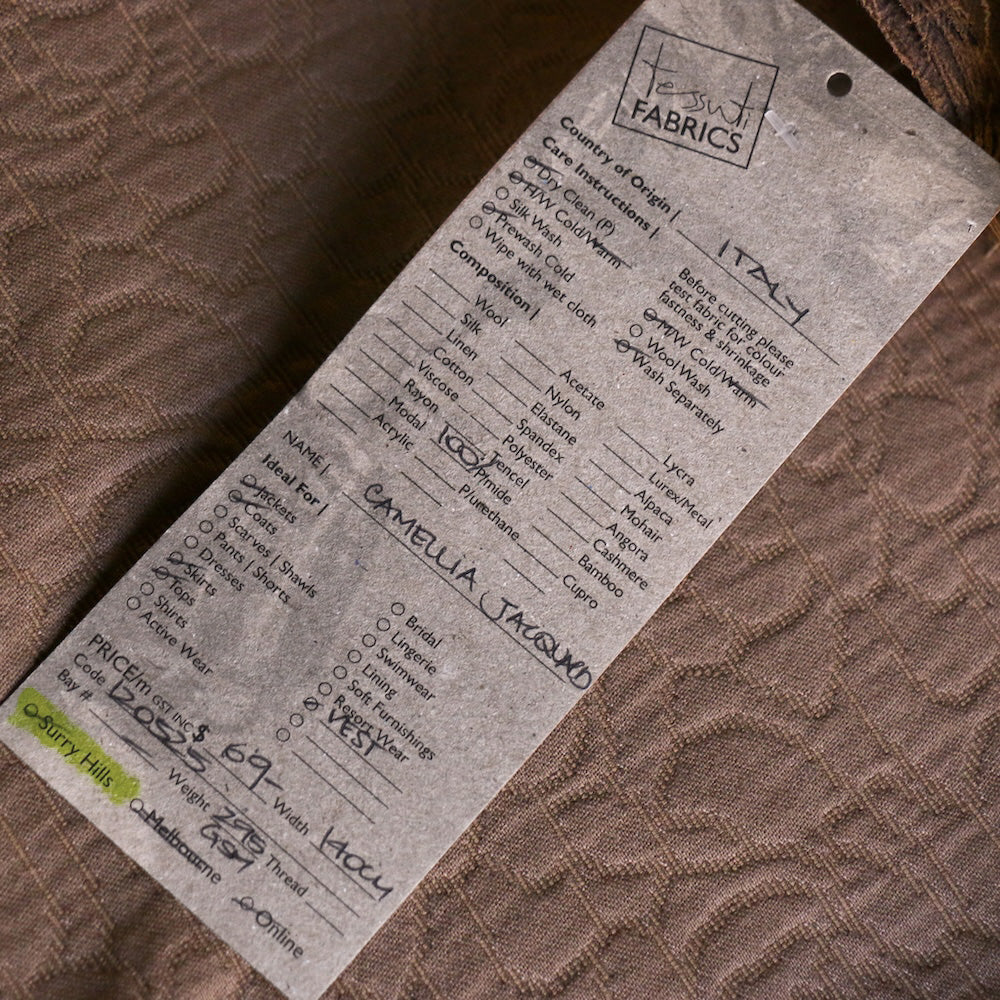 tessuti
FABRICS
Country of Origin | ITALY
Care Instructions |
Dry Clean (P)
H/W Cold/Warm
Silk Wash
Prewash Cold
Wipe with wet cloth
Before cutting please
test fabric for colour
fastness & shrinkage
M/W Cold/Warm
Wool Wash
Wash Separately
Composition |
Wool
Silk
Linen
Cotton
Viscose
Rayon
Modal
Acrylic
Acetate
Nylon
Elastane
Spandex
Polyester
Tencel
100% P/mide
P/urethane
Lycra
Lurex/Metal
Alpaca
Mohair
Angora
Cashmere
Bamboo
Cupro
NAME | CAMELLIA JACQUARD
Ideal For |
Jackets
Coats
Scarves | Shawls
Pants | Shorts
Dresses
Skirts
Tops
Shirts
Active Wear
Bridal
Lingerie
Swimwear
Lining
Soft Furnishings
Resort Wear
VEST
PRICE/m GST INC $ 69-
Width 140CM
Code 120525
Weight 295 GSM
Thread
Bay #
Surry Hills
Melbourne
Online